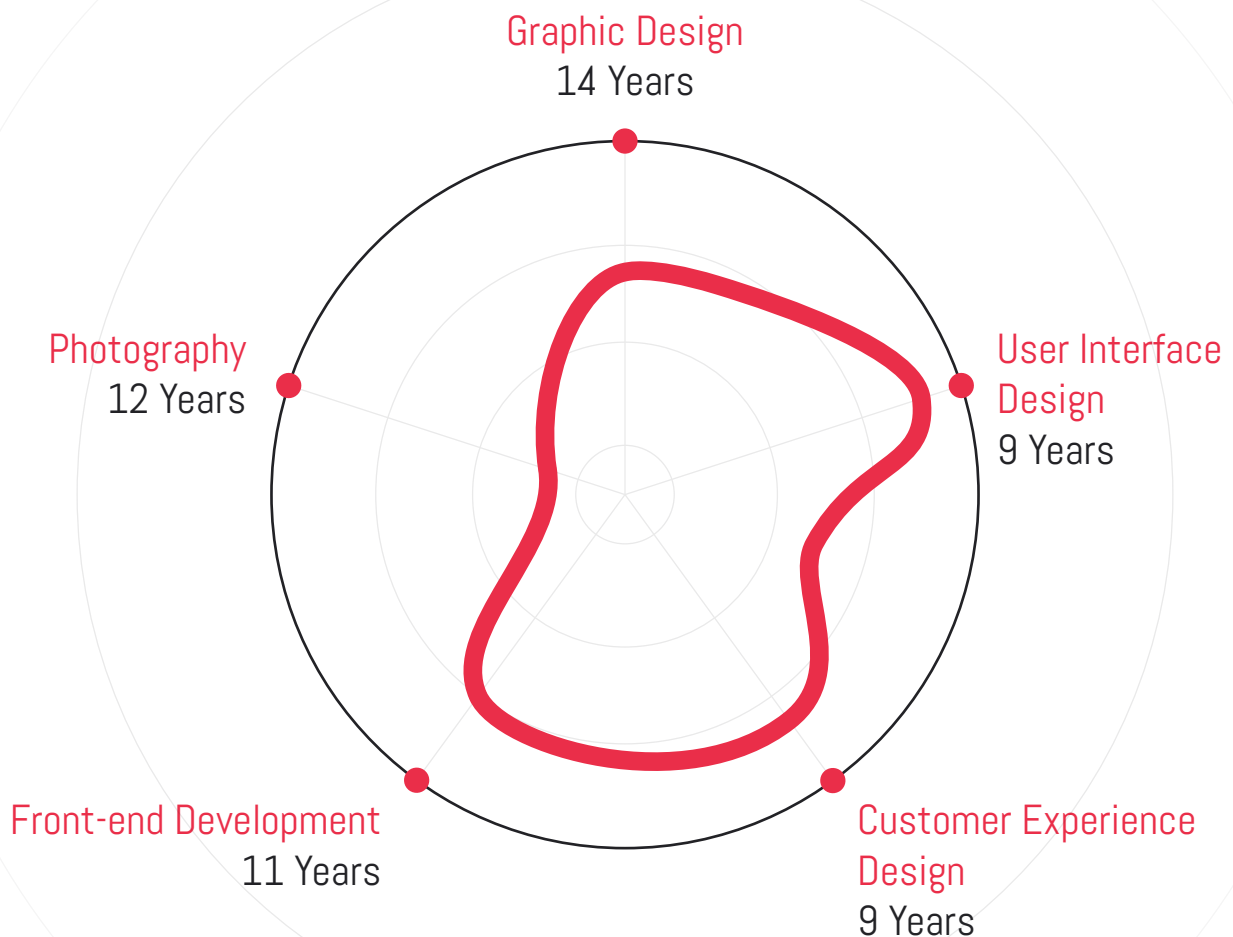 Graphic Design
14 Years
Photography
12 Years
User Interface
Design
9 Years
Front-end Development
11 Years
Customer Experience
Design
9 Years